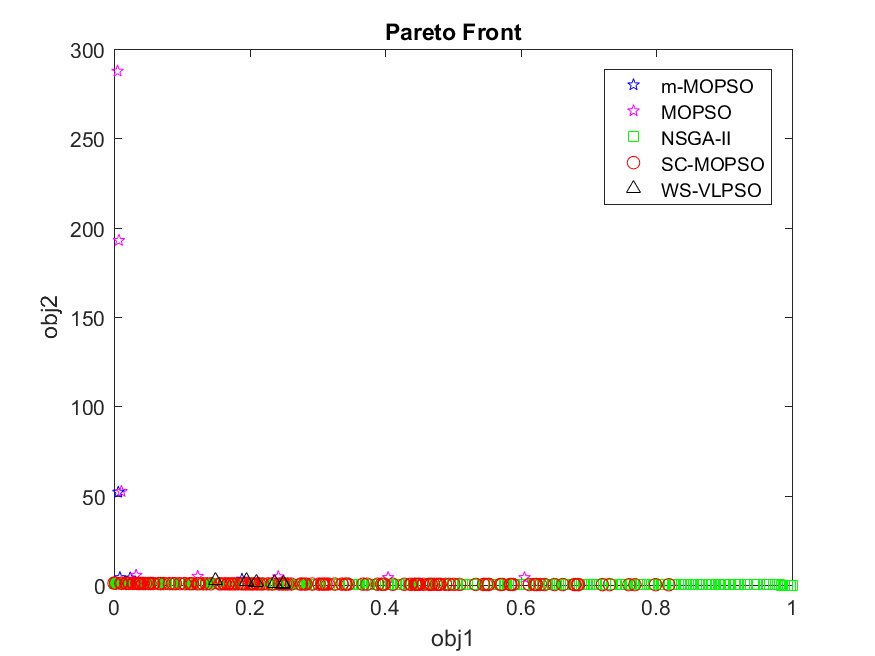 Pareto Front
300
250
200
150
100
50
0
obj2
0
0.2
0.4
0.6
0.8
1
obj1
m-MOPSO
MOPSO
NSGA-II
SC-MOPSO
WS-VLPSO